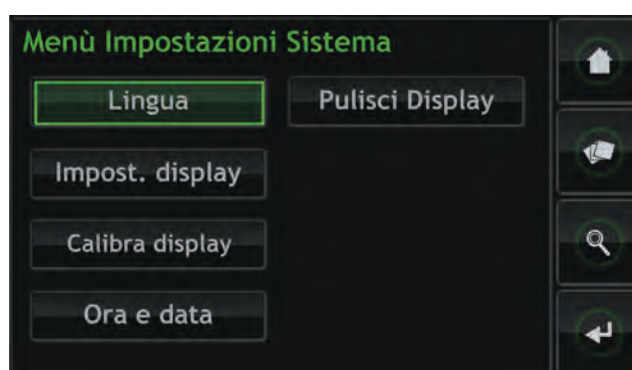 Menù Impostazioni Sistema
Lingua
Pulisci Display
Impost. display
Calibra display
Ora e data